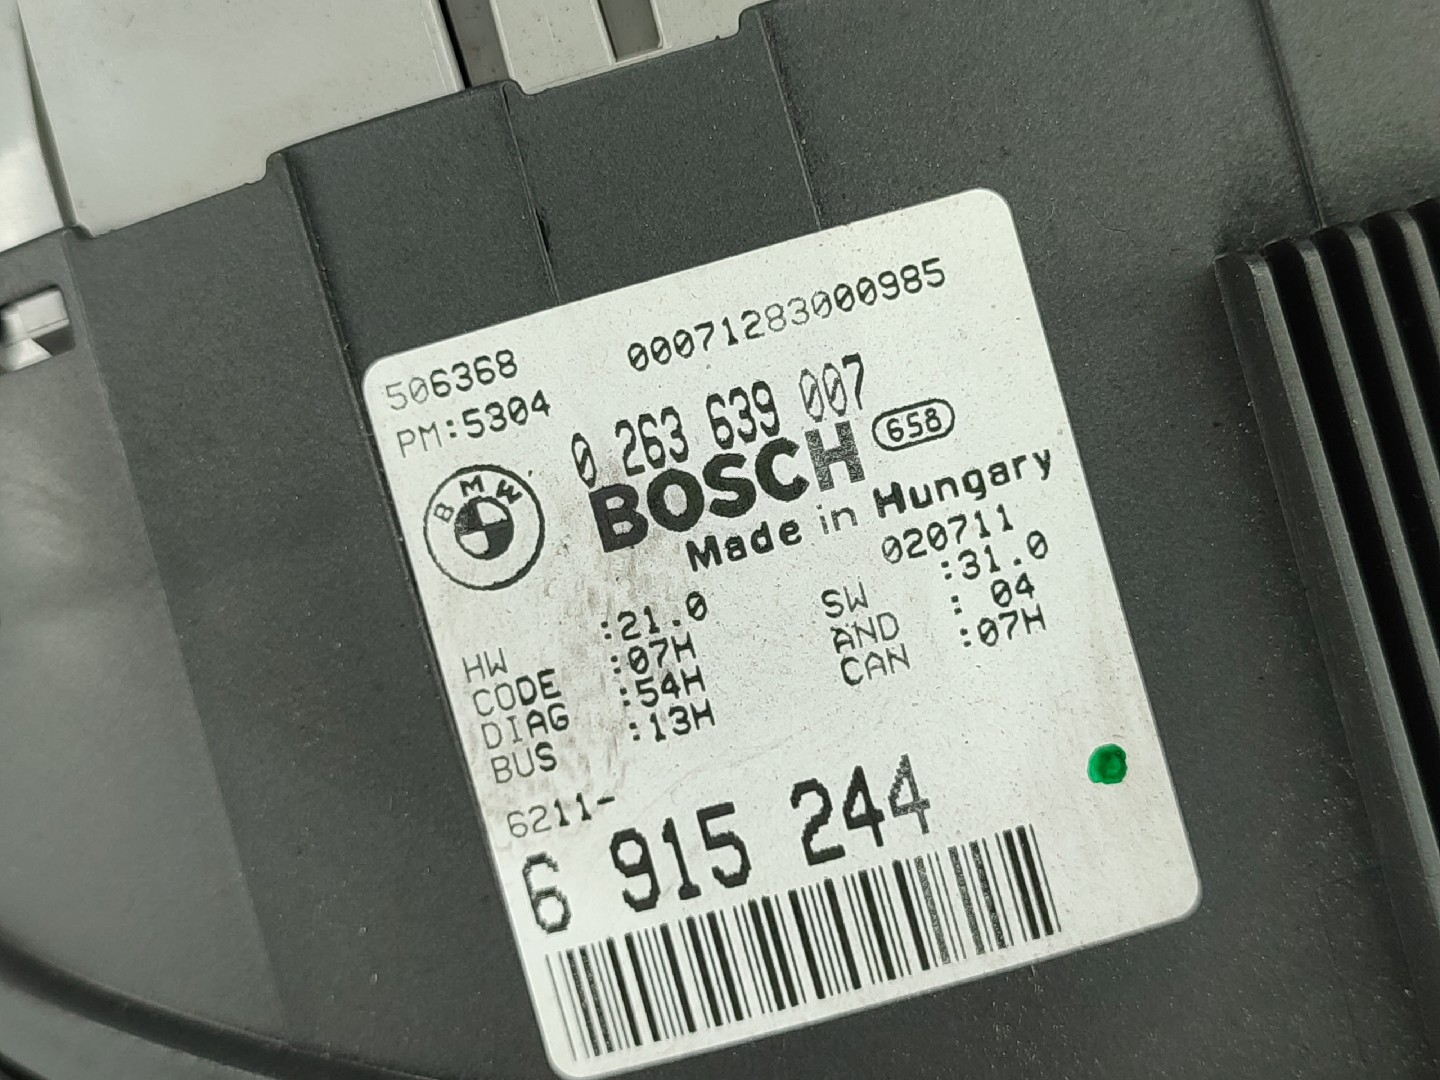 506368 00071283000985
PM:5304 0 263 639 007
BMW BOSCH 658
Made in Hungary
020711
HW :21.0 SW :31.0
CODE :07H AND : 04
DIAG :54H CAN :07H
BUS :13H
6211-
6 915 244